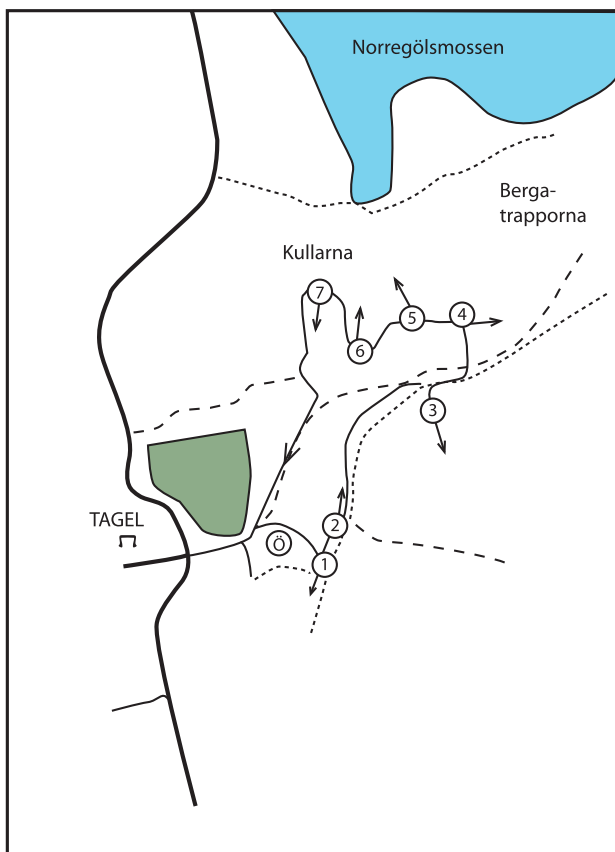 Norregölsmossen
Berga-
trapporna
Kullarna
7
5
4
6
3
TAGEL
2
Ö
1